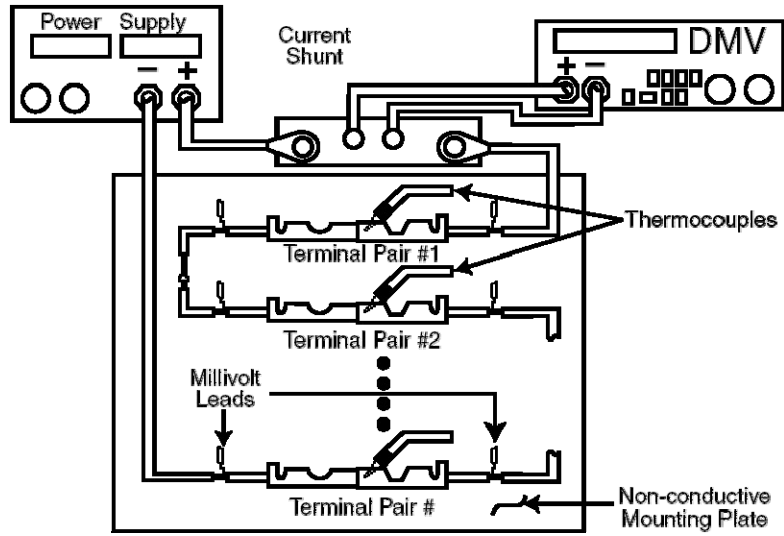 Power Supply
− +
Current
Shunt
DMV
+ −
Thermocouples
Terminal Pair #1
Terminal Pair #2
Millivolt
Leads
Terminal Pair #
Non-conductive
Mounting Plate